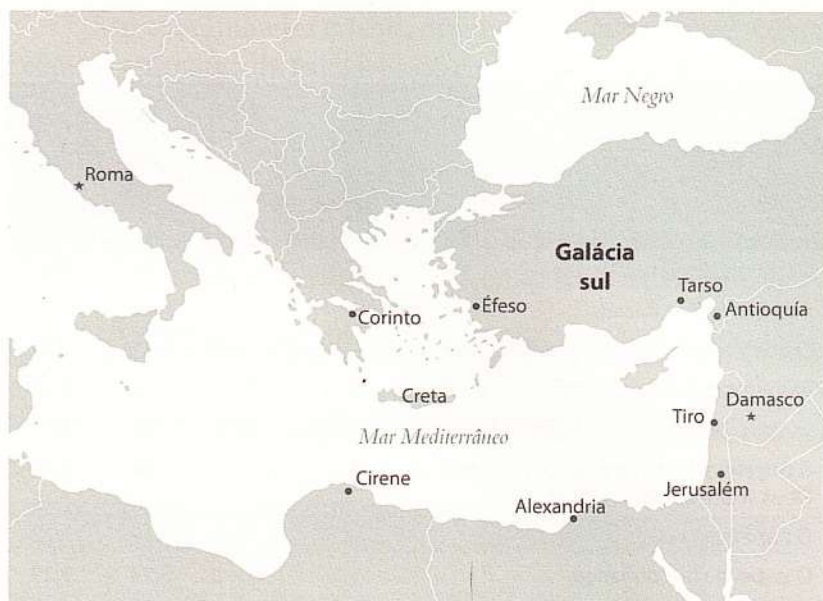 Mar Negro
Roma
Galácia
sul
Tarso
Antioquía
Éfeso
Corinto
Creta
Damasco
Tiro
Mar Mediterrâneo
Jerusalém
Cirene
Alexandria